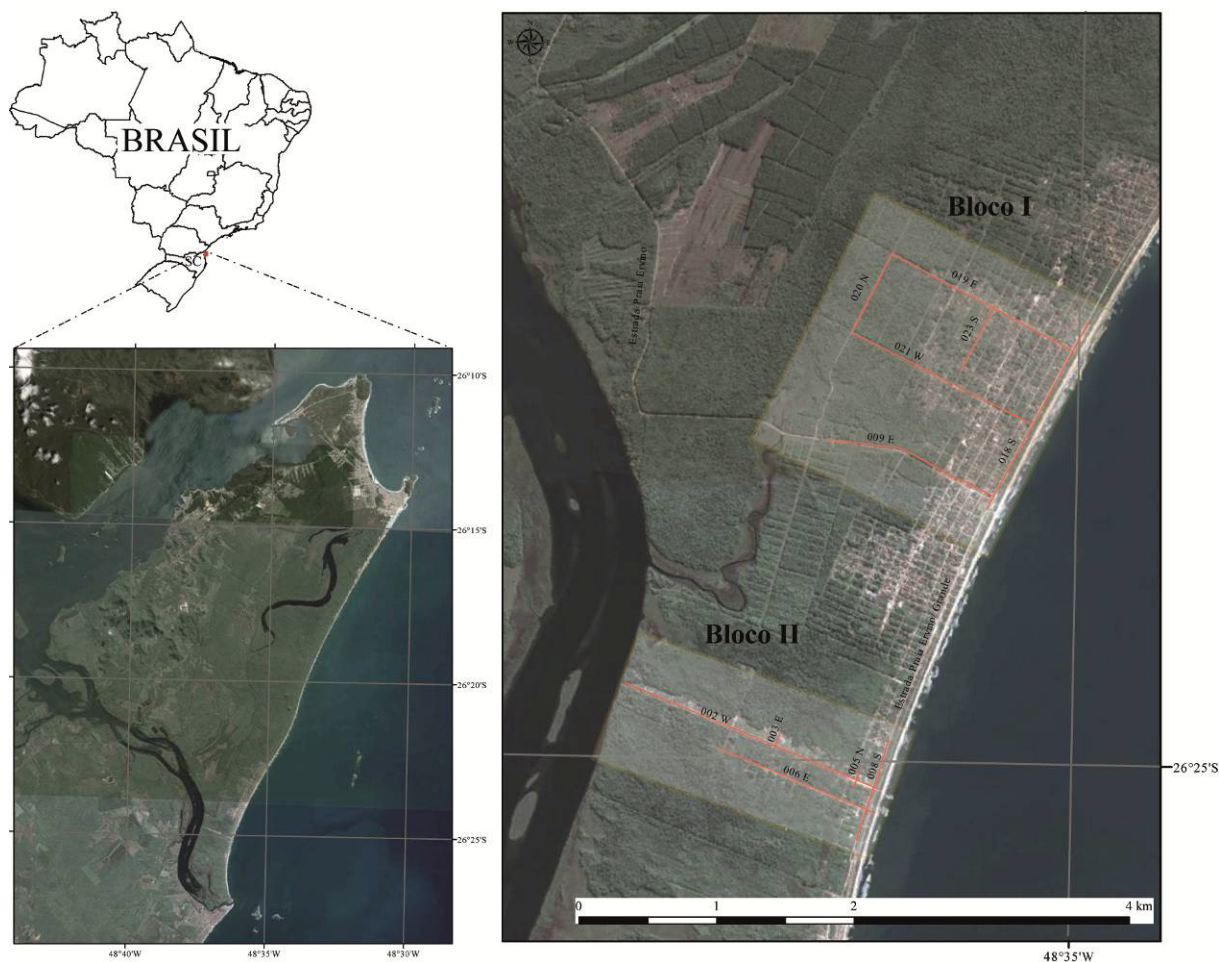 BRASIL
SC
26°10'S
26°15'S
26°20'S
26°25'S
48°40'W
48°35'W
48°30'W
Bloco I
Estrada Praia Ervino
020 N
019 E
023 S
021 W
009 E
018 S
Bloco II
Estrada Praia Ervino/ Grande
002 W
003 E
005 N
008 S
006 E
26°25'S
0
1
2
4 km
48°35'W